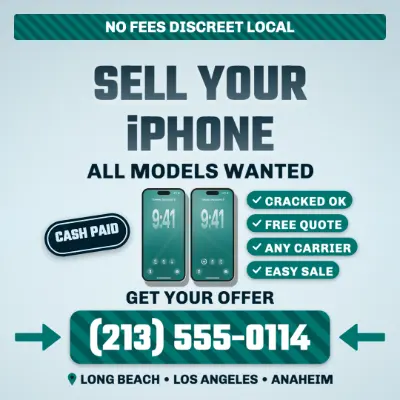 NO FEES DISCREET LOCAL
SELL YOUR
iPHONE
ALL MODELS WANTED
CASH PAID
9:41
9:41
CRACKED OK
FREE QUOTE
ANY CARRIER
EASY SALE
GET YOUR OFFER
(213) 555-0114
LONG BEACH • LOS ANGELES • ANAHEIM